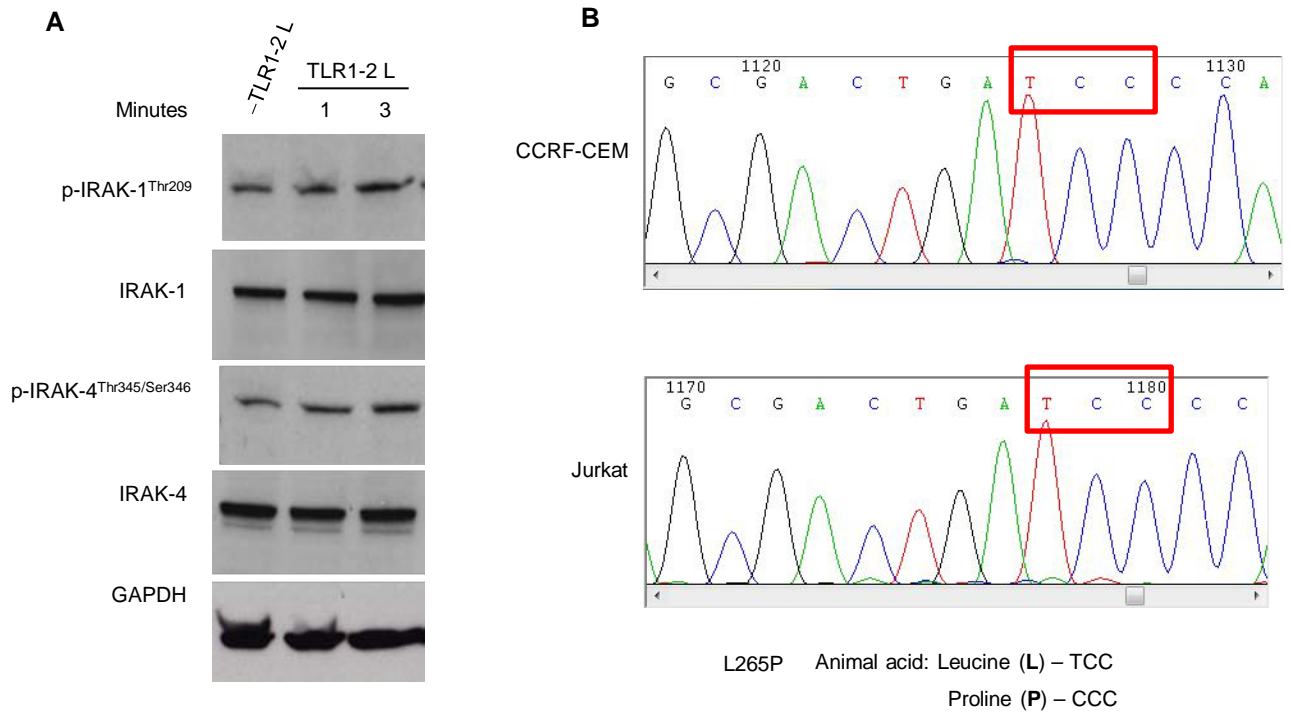 A
–TLR1-2 L
TLR1-2 L
Minutes
1 3
p-IRAK-1Thr209
IRAK-1
p-IRAK-4Thr345/Ser346
IRAK-4
GAPDH
B
1120 1130
G C G A C T G A T C C C C A
CCRF-CEM
1170 1180
G C G A C T G A T C C C C
Jurkat
L265P Animal acid: Leucine (L) – TCC
Proline (P) – CCC